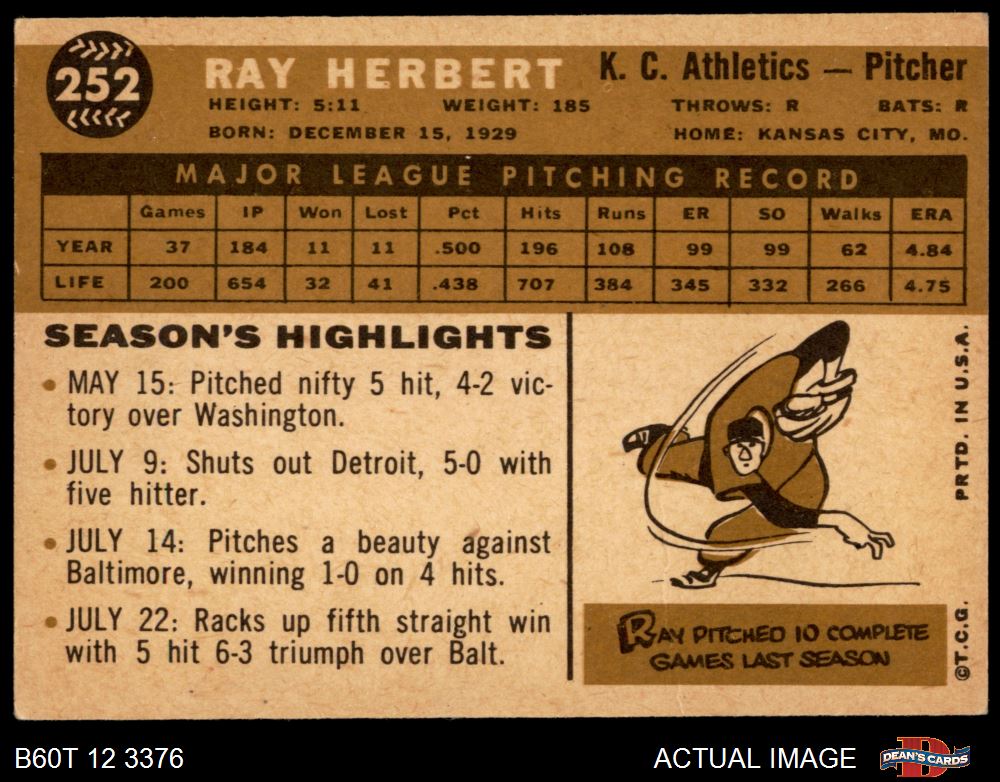 252
RAY HERBERT
K. C. Athletics — Pitcher
HEIGHT: 5:11 WEIGHT: 185 THROWS: R BATS: R
BORN: DECEMBER 15, 1929 HOME: KANSAS CITY, MO.
MAJOR LEAGUE PITCHING RECORD
Games IP Won Lost Pct Hits Runs ER SO Walks ERA
YEAR 37 184 11 11 .500 196 108 99 99 62 4.84
LIFE 200 654 32 41 .438 707 384 345 332 266 4.75
SEASON'S HIGHLIGHTS
• MAY 15: Pitched nifty 5 hit, 4-2 vic-
tory over Washington.
• JULY 9: Shuts out Detroit, 5-0 with
five hitter.
• JULY 14: Pitches a beauty against
Baltimore, winning 1-0 on 4 hits.
• JULY 22: Racks up fifth straight win
with 5 hit 6-3 triumph over Balt.
RAY PITCHED 10 COMPLETE
GAMES LAST SEASON
©T.C.G. PRTD. IN U.S.A.
B60T 12 3376
ACTUAL IMAGE
DEAN'S CARDS